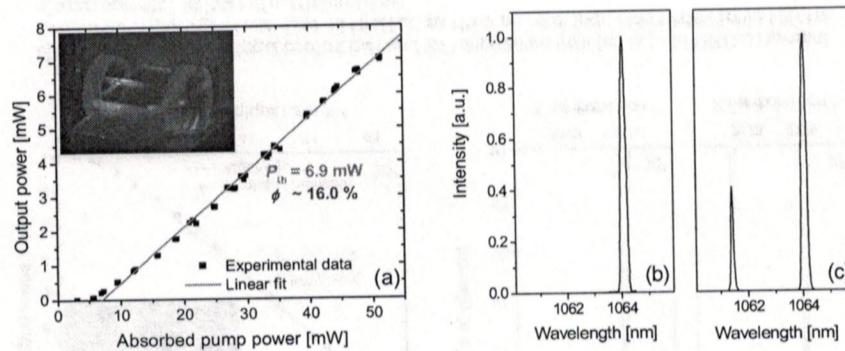 8
7
6
5
4
3
2
1
0
Output power [mW]
P_th = 6.9 mW
ϕ ~ 16.0 %
Experimental data
Linear fit
(a)
0 10 20 30 40 50
Absorbed pump power [mW]
1.0
0.8
0.6
0.4
0.2
0.0
Intensity [a.u.]
(b)
1062 1064
Wavelength [nm]
(c)
1062 1064
Wavelength [nm]